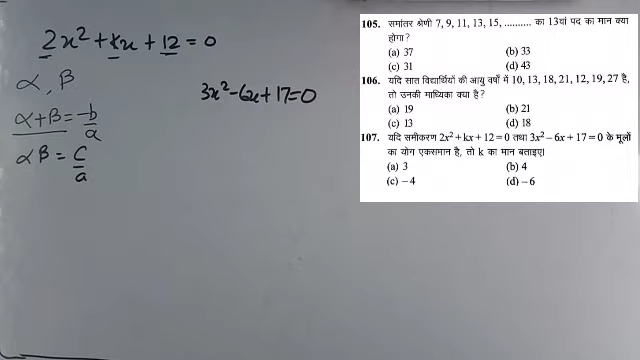 2x² + kx + 12 = 0
α, β
α+β = -b/a
αβ = c/a
3x²-6x+17=0
105. समांतर श्रेणी 7, 9, 11, 13, 15, .......... का 13वां पद का मान क्या
होगा?
(a) 37 (b) 33
(c) 31 (d) 43
106. यदि सात विद्यार्थियों की आयु वर्षों में 10, 13, 18, 21, 12, 19, 27 है,
तो उनकी माध्यिका क्या है?
(a) 19 (b) 21
(c) 13 (d) 18
107. यदि समीकरण 2x² + kx + 12 = 0 तथा 3x² – 6x + 17 = 0 के मूलों
का योग एकसमान है, तो k का मान बताइए।
(a) 3 (b) 4
(c) – 4 (d) – 6